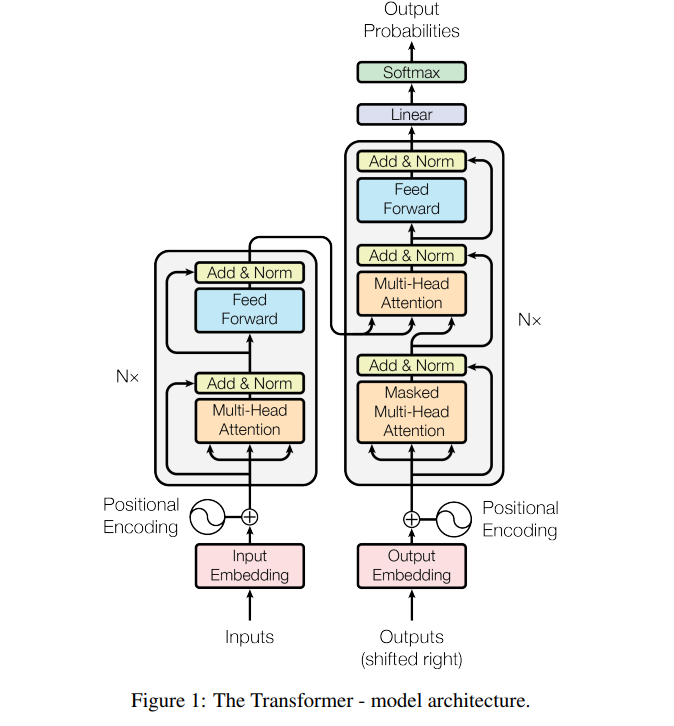 Output
Probabilities
Softmax
Linear
Add & Norm
Feed
Forward
Add & Norm
Multi-Head
Attention
Add & Norm
Masked
Multi-Head
Attention
N×
Add & Norm
Feed
Forward
Add & Norm
Multi-Head
Attention
N×
Positional
Encoding
Positional
Encoding
Input
Embedding
Output
Embedding
Inputs
Outputs
(shifted right)
Figure 1: The Transformer - model architecture.